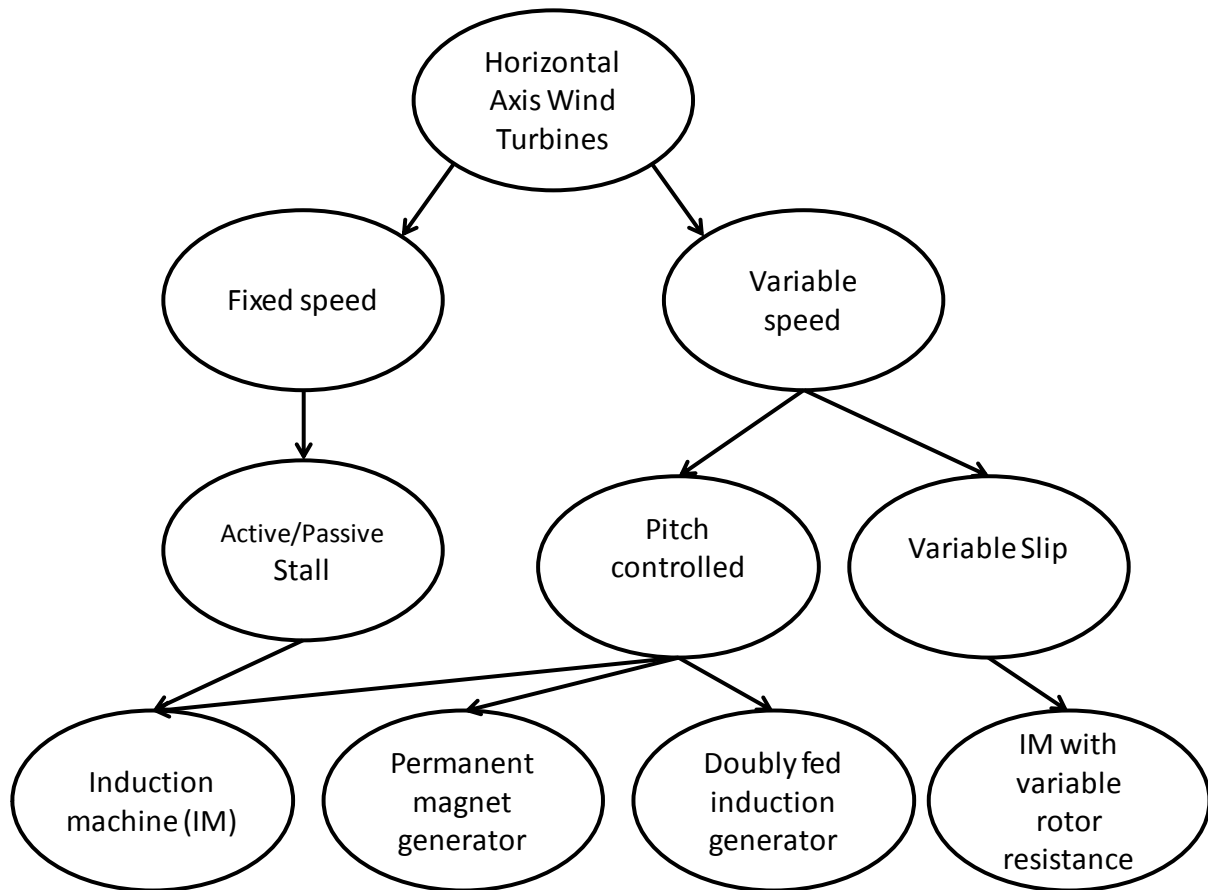 Horizontal
Axis Wind
Turbines
Fixed speed
Variable
speed
Active/Passive
Stall
Pitch
controlled
Variable Slip
Induction
machine (IM)
Permanent
magnet
generator
Doubly fed
induction
generator
IM with
variable
rotor
resistance